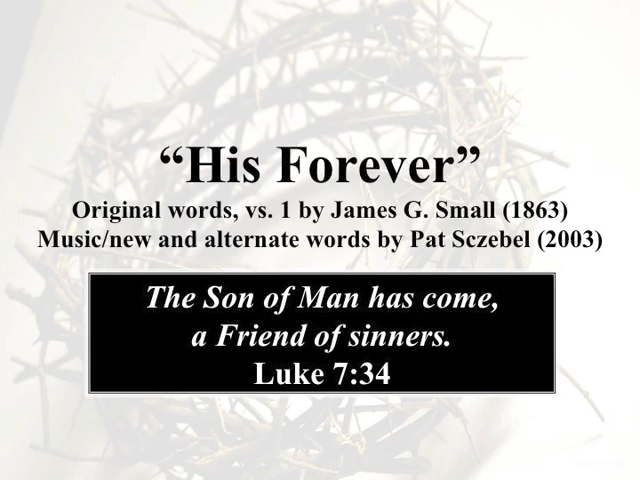 “His Forever”
Original words, vs. 1 by James G. Small (1863)
Music/new and alternate words by Pat Sczebel (2003)
The Son of Man has come,
a Friend of sinners.
Luke 7:34